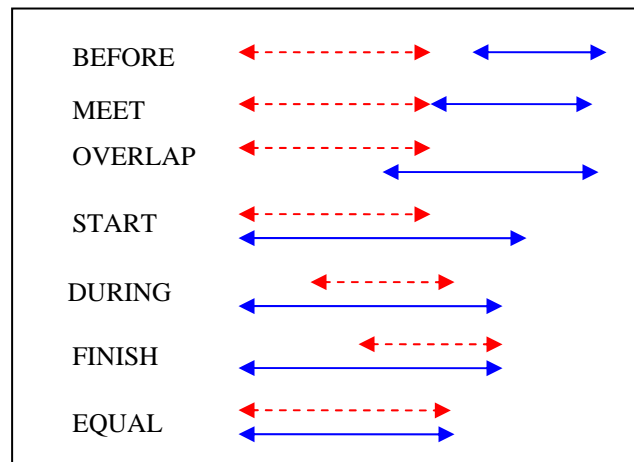 BEFORE
MEET
OVERLAP
START
DURING
FINISH
EQUAL